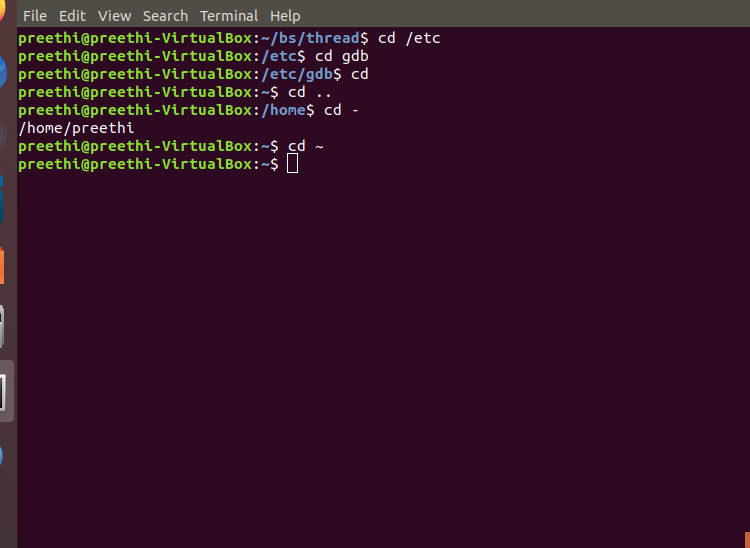 File Edit View Search Terminal Help
preethi@preethi-VirtualBox:~/bs/thread$ cd /etc
preethi@preethi-VirtualBox:/etc$ cd gdb
preethi@preethi-VirtualBox:/etc/gdb$ cd
preethi@preethi-VirtualBox:~$ cd ..
preethi@preethi-VirtualBox:/home$ cd -
/home/preethi
preethi@preethi-VirtualBox:~$ cd ~
preethi@preethi-VirtualBox:~$